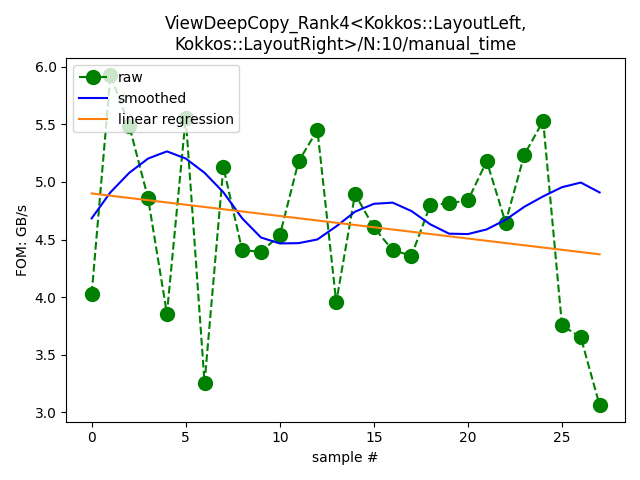 ViewDeepCopy_Rank4<Kokkos::LayoutLeft,
Kokkos::LayoutRight>/N:10/manual_time
raw
smoothed
linear regression
FOM: GB/s
6.0
5.5
5.0
4.5
4.0
3.5
3.0
0 5 10 15 20 25
sample #